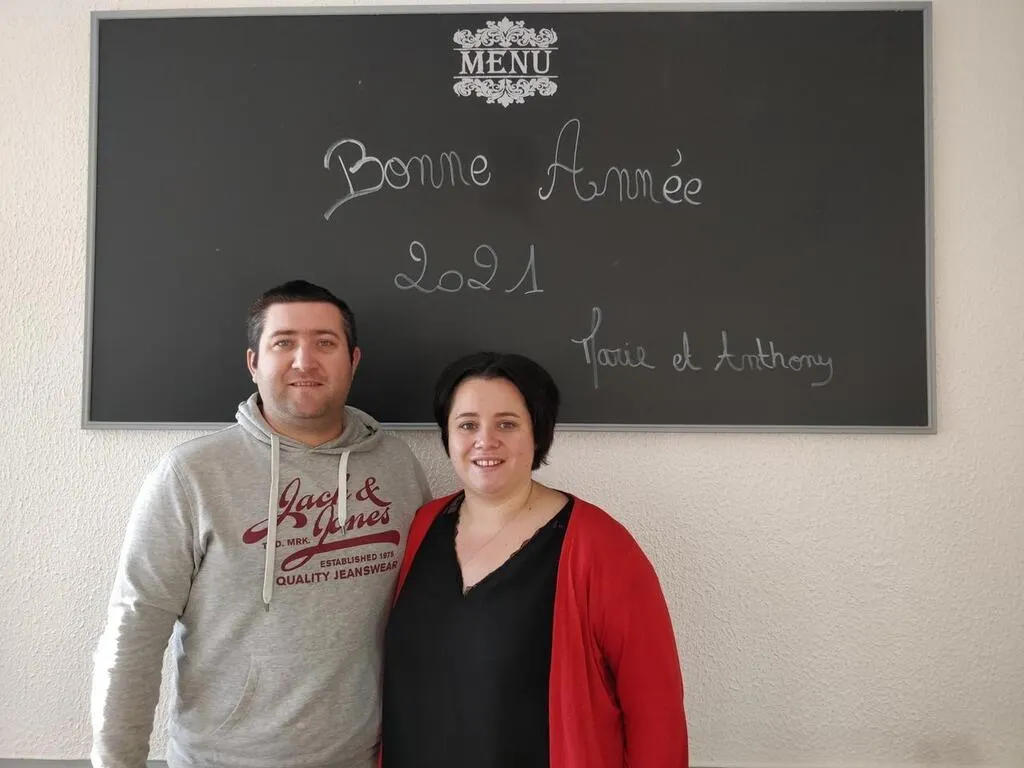 MENU
Bonne Année
2021
Marie et Anthony
Jack &
Jones
TRD. MRK.
ESTABLISHED 1975
QUALITY JEANSWEAR